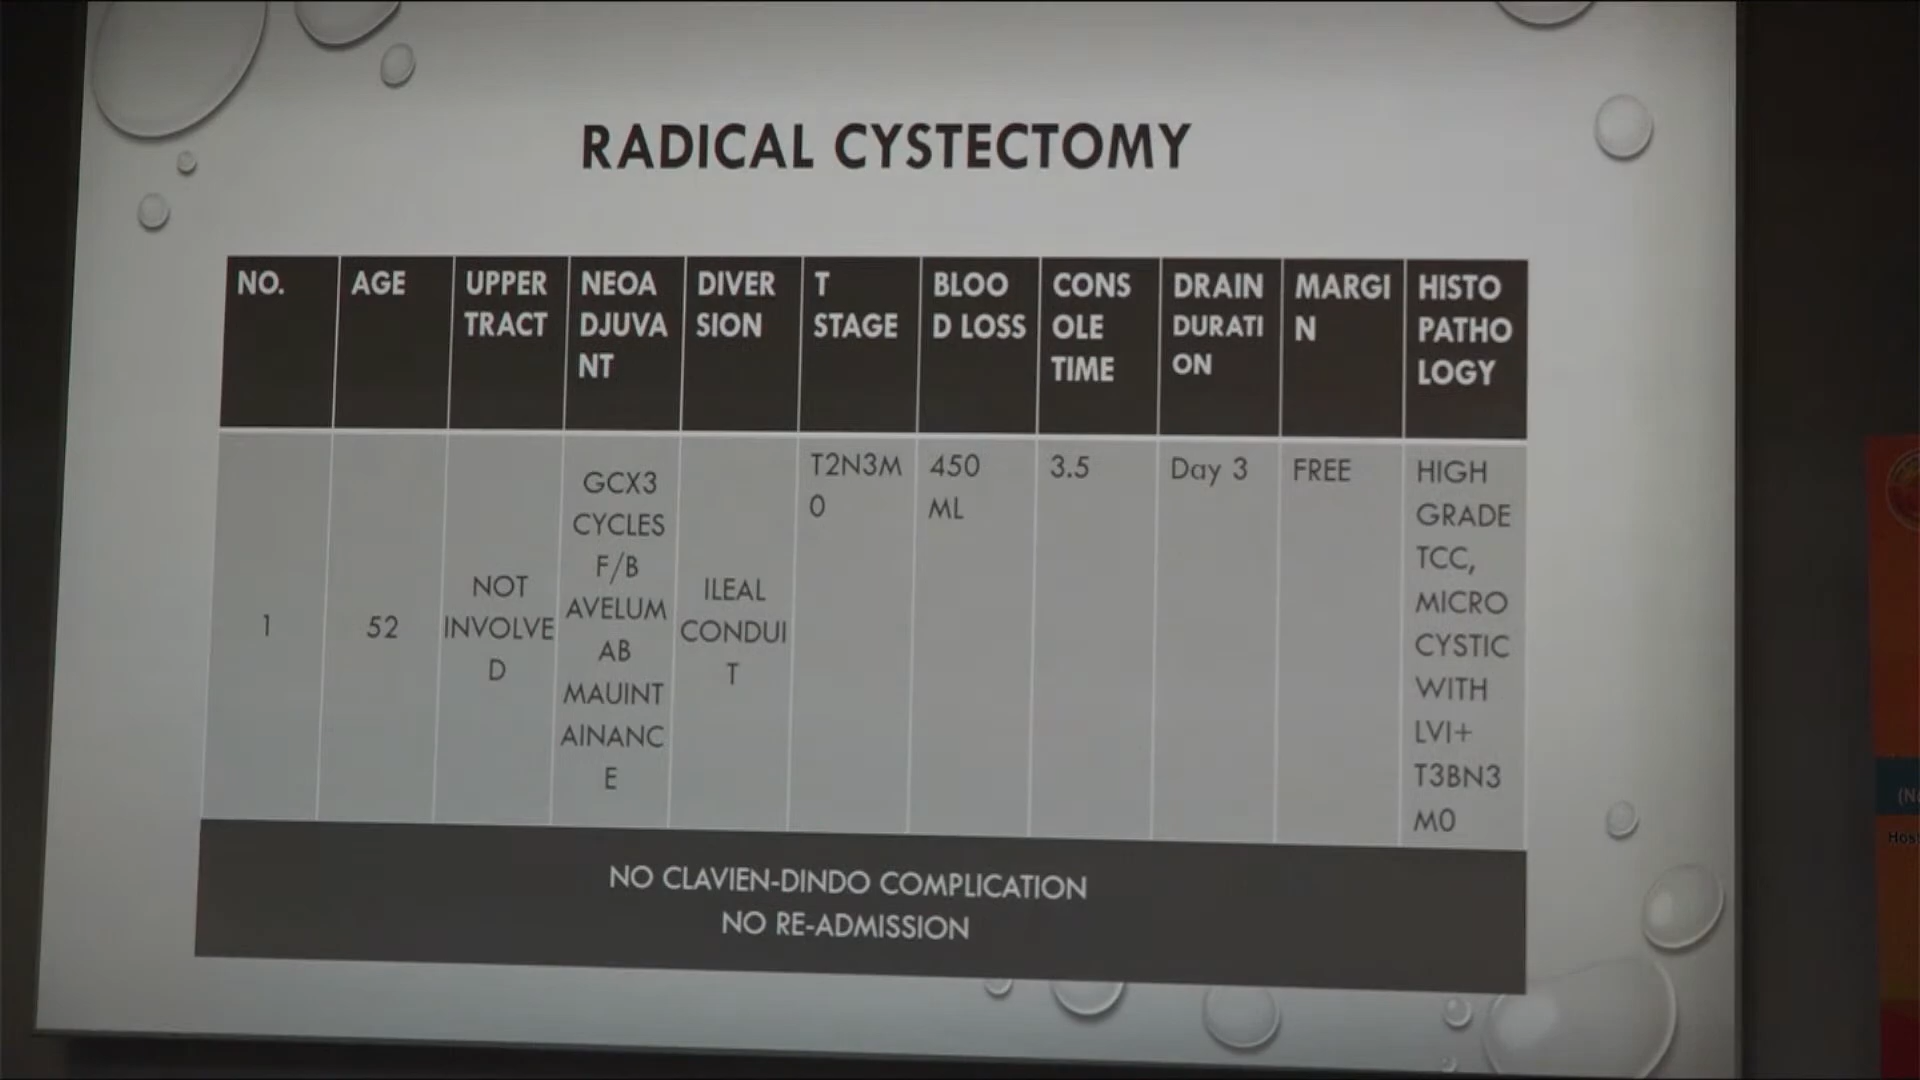 RADICAL CYSTECTOMY
NO.
AGE
UPPER
TRACT
NEOA
DJUVA
NT
DIVER
SION
T
STAGE
BLOO
D LOSS
CONS
OLE
TIME
DRAIN
DURATI
ON
MARGI
N
HISTO
PATHO
LOGY
1
52
NOT
INVOLVE
D
GCX3
CYCLES
F/B
AVELUM
AB
MAUINT
AINANC
E
ILEAL
CONDUI
T
T2N3M
0
450
ML
3.5
Day 3
FREE
HIGH
GRADE
TCC,
MICRO
CYSTIC
WITH
LVI+
T3BN3
M0
NO CLAVIEN-DINDO COMPLICATION
NO RE-ADMISSION